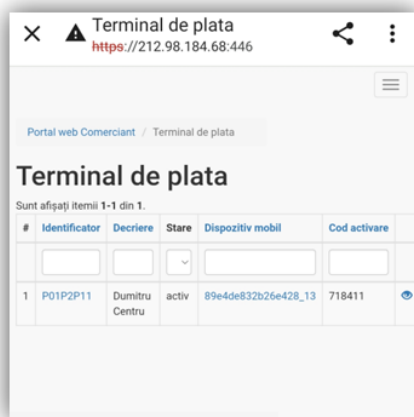 Terminal de plata
https://212.98.184.68:446
Portal web Comerciant / Terminal de plata
Terminal de plata
Sunt afișați itemii 1-1 din 1.
# Identificator Decriere Stare Dispozitiv mobil Cod activare
1 P01P2P11 Dumitru Centru activ 89e4de832b26e428_13 718411